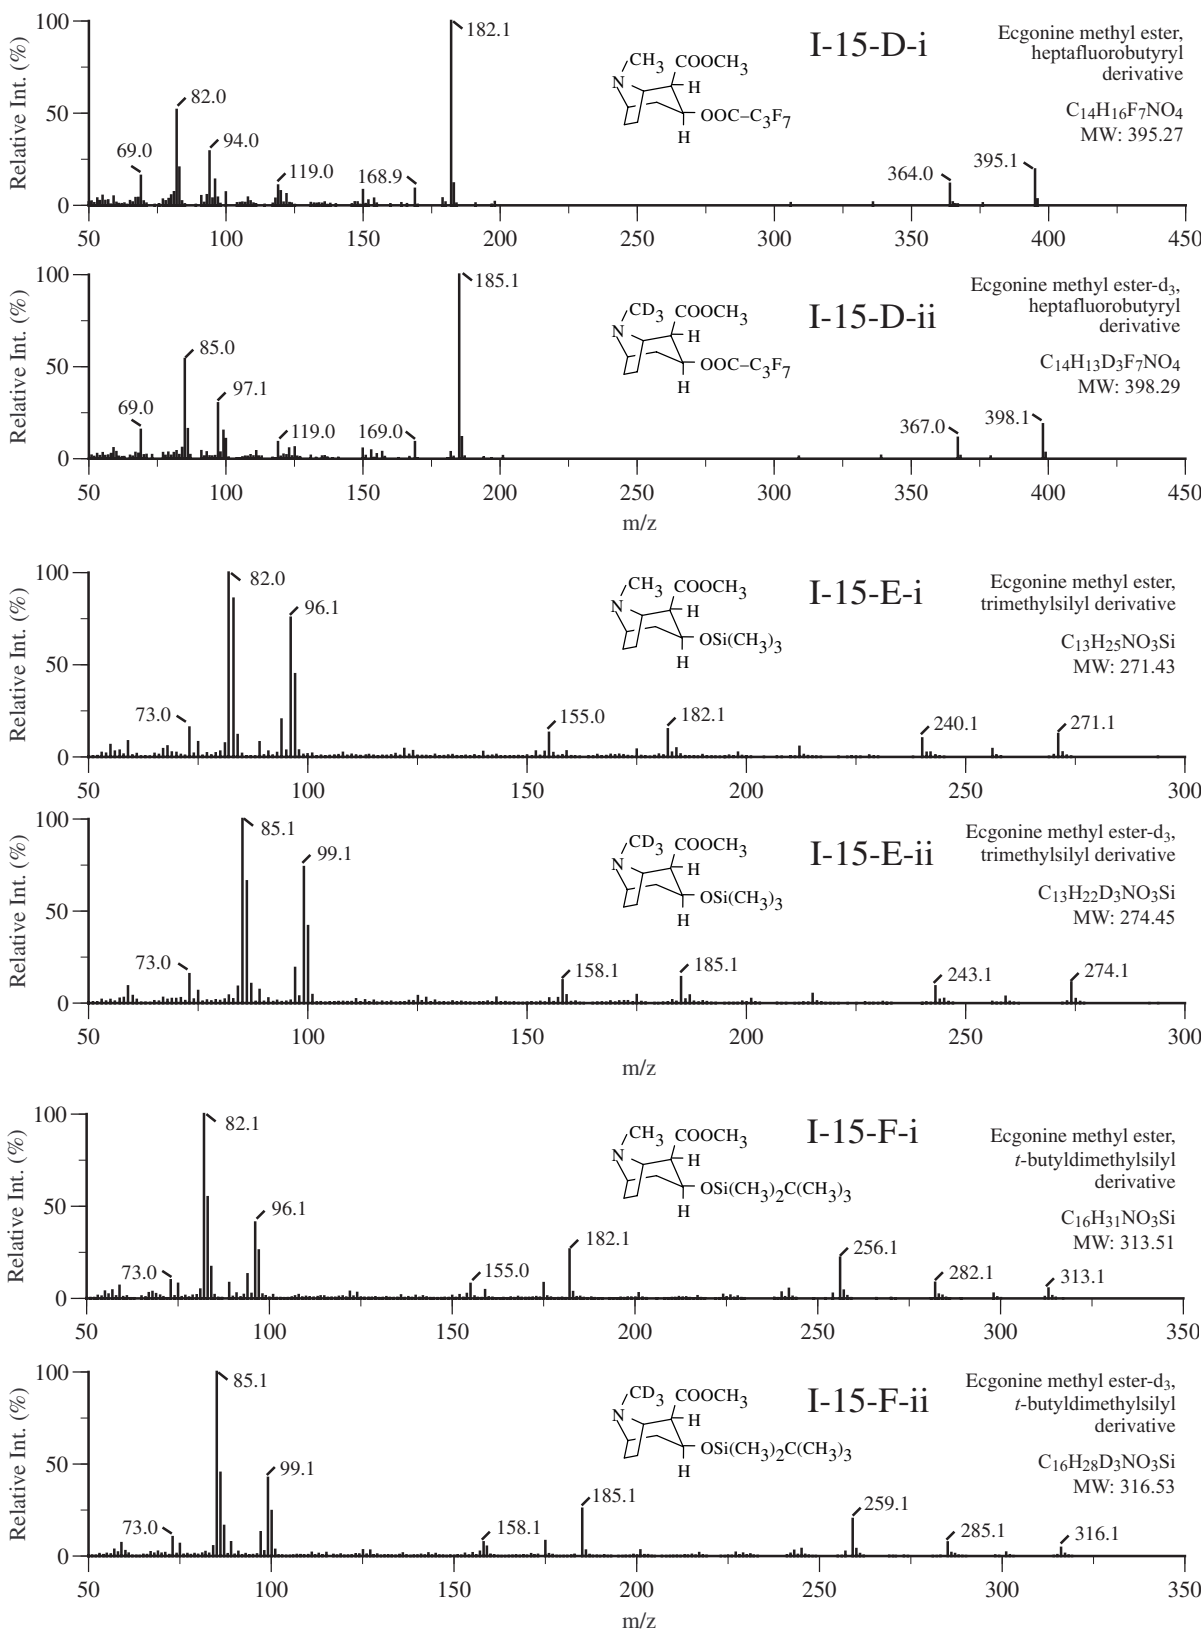 Relative Int. (%)
100
50
0
69.0
82.0
94.0
119.0
168.9
182.1
364.0
395.1
N
CH₃
COOCH₃
H
OOC–C₃F₇
H
I-15-D-i
Ecgonine methyl ester,
heptafluorobutyryl
derivative
C₁₄H₁₆F₇NO₄
MW: 395.27
50 100 150 200 250 300 350 400 450
Relative Int. (%)
100
50
0
69.0
85.0
97.1
119.0
169.0
185.1
367.0
398.1
N
CD₃
COOCH₃
H
OOC–C₃F₇
H
I-15-D-ii
Ecgonine methyl ester-d₃,
heptafluorobutyryl
derivative
C₁₄H₁₃D₃F₇NO₄
MW: 398.29
50 100 150 200 250 300 350 400 450
m/z
Relative Int. (%)
100
50
0
73.0
82.0
96.1
155.0
182.1
240.1
271.1
N
CH₃
COOCH₃
H
OSi(CH₃)₃
H
I-15-E-i
Ecgonine methyl ester,
trimethylsilyl derivative
C₁₃H₂₅NO₃Si
MW: 271.43
50 100 150 200 250 300
Relative Int. (%)
100
50
0
73.0
85.1
99.1
158.1
185.1
243.1
274.1
N
CD₃
COOCH₃
H
OSi(CH₃)₃
H
I-15-E-ii
Ecgonine methyl ester-d₃,
trimethylsilyl derivative
C₁₃H₂₂D₃NO₃Si
MW: 274.45
50 100 150 200 250 300
m/z
Relative Int. (%)
100
50
0
73.0
82.1
96.1
155.0
182.1
256.1
282.1
313.1
N
CH₃
COOCH₃
H
OSi(CH₃)₂C(CH₃)₃
H
I-15-F-i
Ecgonine methyl ester,
t-butyldimethylsilyl
derivative
C₁₆H₃₁NO₃Si
MW: 313.51
50 100 150 200 250 300 350
Relative Int. (%)
100
50
0
73.0
85.1
99.1
158.1
185.1
259.1
285.1
316.1
N
CD₃
COOCH₃
H
OSi(CH₃)₂C(CH₃)₃
H
I-15-F-ii
Ecgonine methyl ester-d₃,
t-butyldimethylsilyl
derivative
C₁₆H₂₈D₃NO₃Si
MW: 316.53
50 100 150 200 250 300 350
m/z